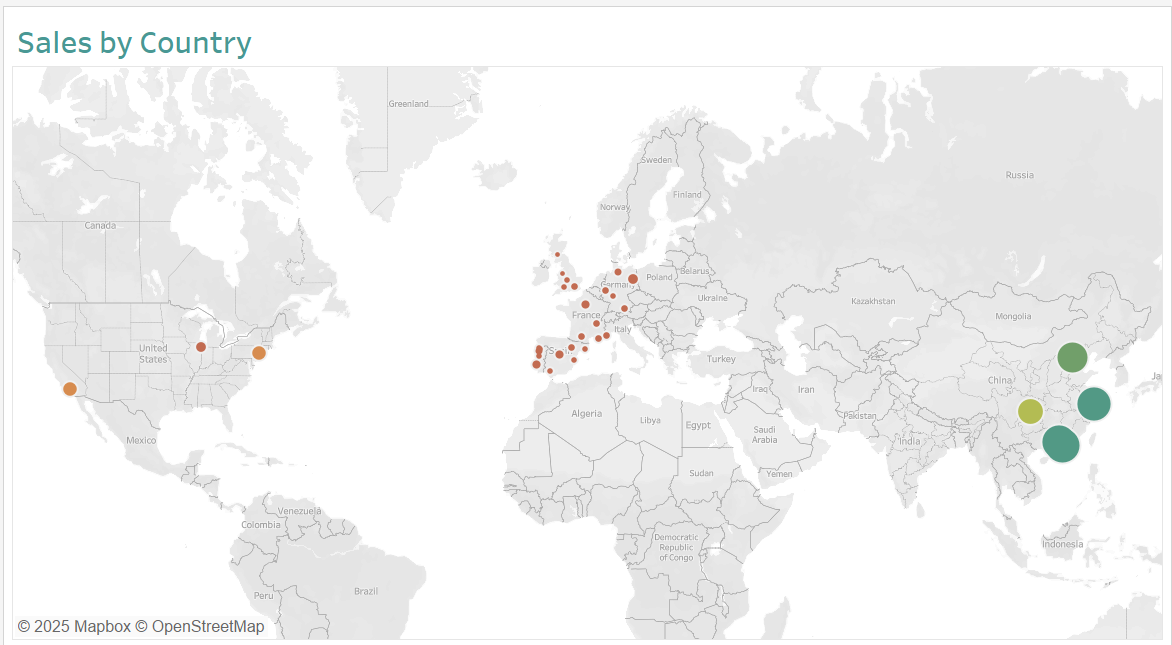 Sales by Country
Greenland
Sweden
Russia
Finland
Norway
Canada
Poland
Belarus
Germany
Ukraine
Kazakhstan
France
Mongolia
Italy
United
States
Turkey
China
Iraq
Iran
Algeria
Libya
Egypt
Pakistan
Saudi
Arabia
India
Mexico
Sudan
Yemen
Venezuela
Colombia
Democratic
Republic
of Congo
Indonesia
Peru
Brazil
© 2025 Mapbox © OpenStreetMap